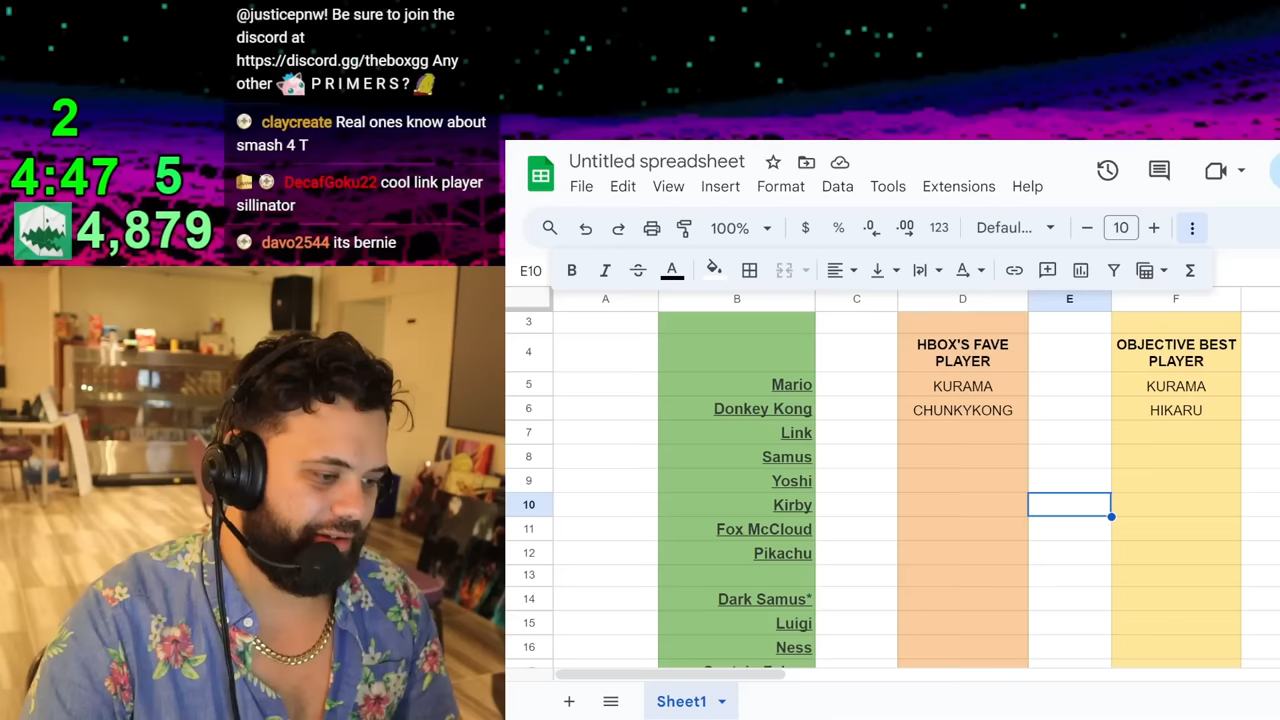 @justicepnw! Be sure to join the
discord at
https://discord.gg/theboxgg Any
other P R I M E R S ?
claycreate Real ones know about
smash 4 T
DecafGoku22 cool link player
sillinator
davo2544 its bernie
2
4:47 5
4,879
Untitled spreadsheet
File Edit View Insert Format Data Tools Extensions Help
100% $ % .0 .00 123 Defaul... 10
E10
A B C D E F
3
4 HBOX'S FAVE OBJECTIVE BEST
PLAYER PLAYER
5 Mario KURAMA KURAMA
6 Donkey Kong CHUNKYKONG HIKARU
7 Link
8 Samus
9 Yoshi
10 Kirby
11 Fox McCloud
12 Pikachu
13
14 Dark Samus*
15 Luigi
16 Ness
Sheet1